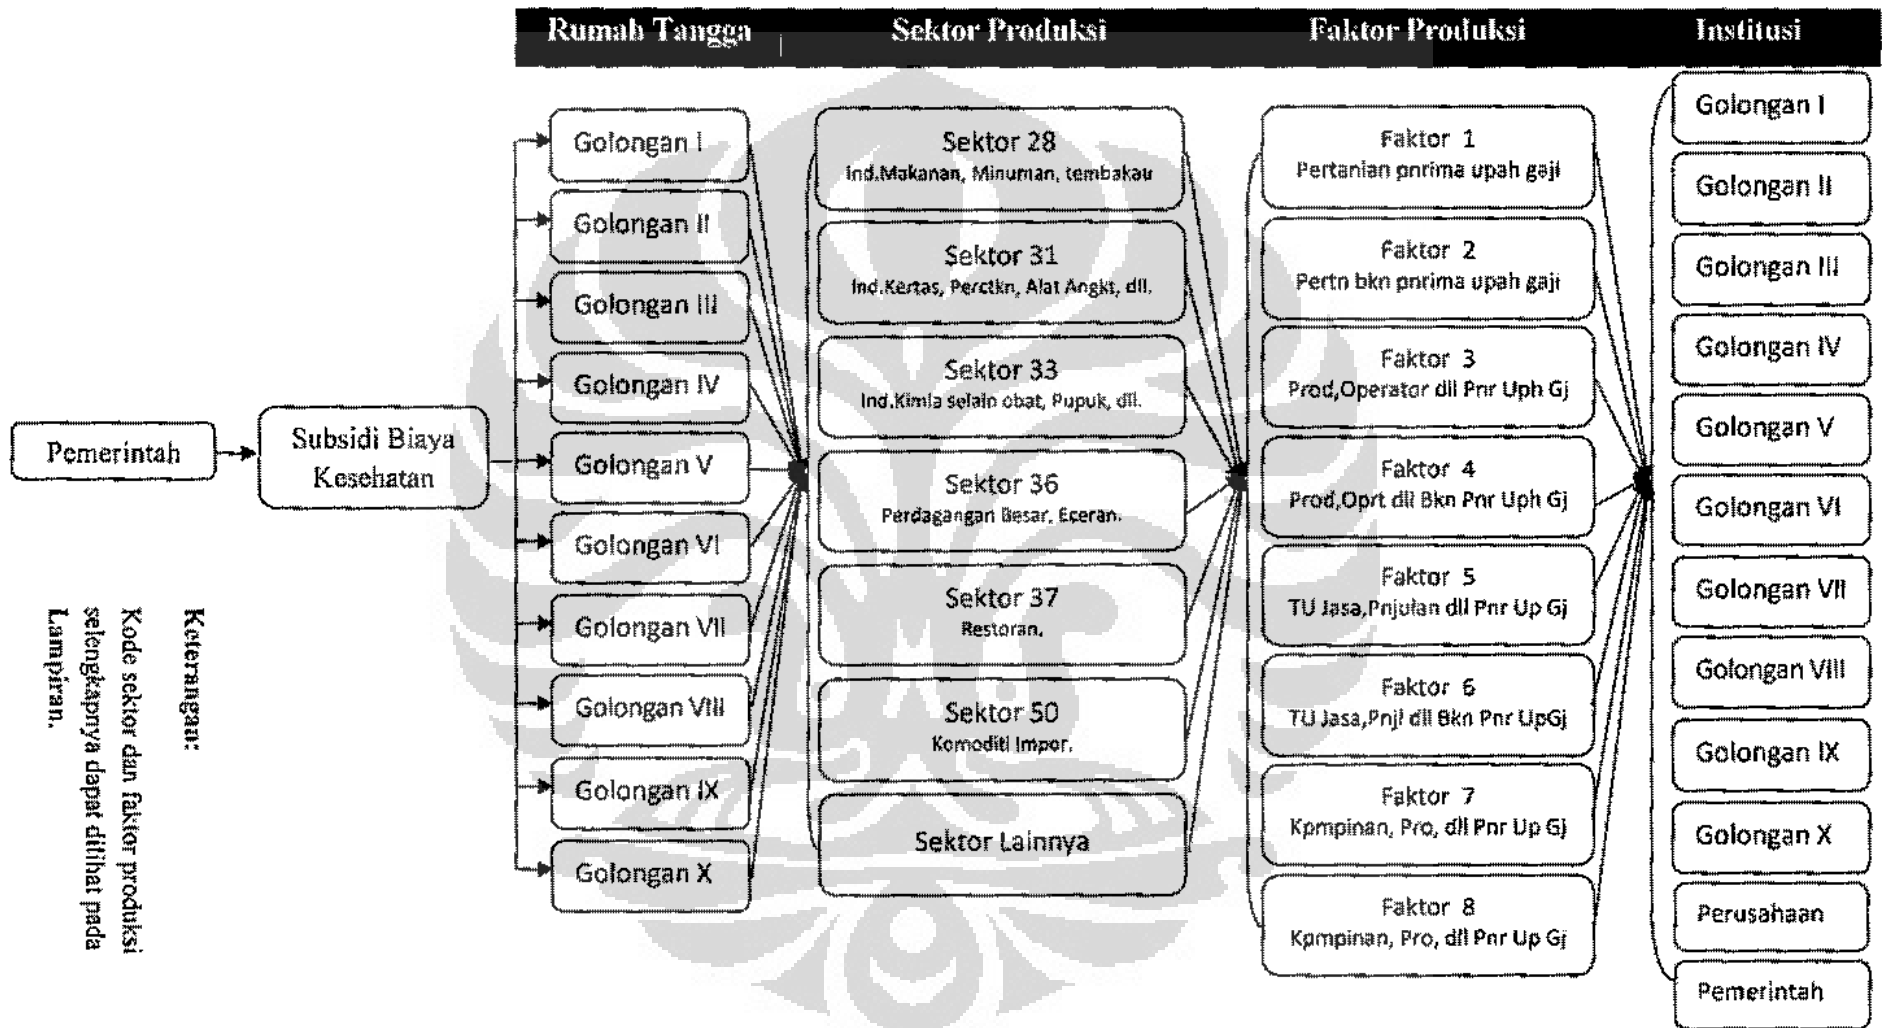 Rumah Tangga
Sektor Produksi
Faktor Produksi
Institusi
Pemerintah
Subsidi Biaya
Kesehatan
Golongan I
Golongan II
Golongan III
Golongan IV
Golongan V
Golongan VI
Golongan VII
Golongan VIII
Golongan IX
Golongan X
Sektor 28
Ind.Makanan, Minuman, tembakau
Sektor 31
Ind.Kertas, Perctkn, Alat Angkt, dll.
Sektor 33
Ind.Kimia selain obat, Pupuk, dll.
Sektor 36
Perdagangan Besar, Eceran.
Sektor 37
Restoran.
Sektor 50
Komoditi Impor.
Sektor Lainnya
Faktor 1
Pertanian pnrima upah gaji
Faktor 2
Pertn bkn pnrima upah gaji
Faktor 3
Prod,Operator dll Pnr Uph Gj
Faktor 4
Prod,Oprt dll Bkn Pnr Uph Gj
Faktor 5
TU Jasa,Pnjulan dll Pnr Up Gj
Faktor 6
TU Jasa,Pnjl dll Bkn Pnr UpGj
Faktor 7
Kpmpinan, Pro, dll Pnr Up Gj
Faktor 8
Kpmpinan, Pro, dll Pnr Up Gj
Golongan I
Golongan II
Golongan III
Golongan IV
Golongan V
Golongan VI
Golongan VII
Golongan VIII
Golongan IX
Golongan X
Perusahaan
Pemerintah
Keterangan:
Kode sektor dan faktor produksi
selengkapnya dapat dilihat pada
Lampiran.